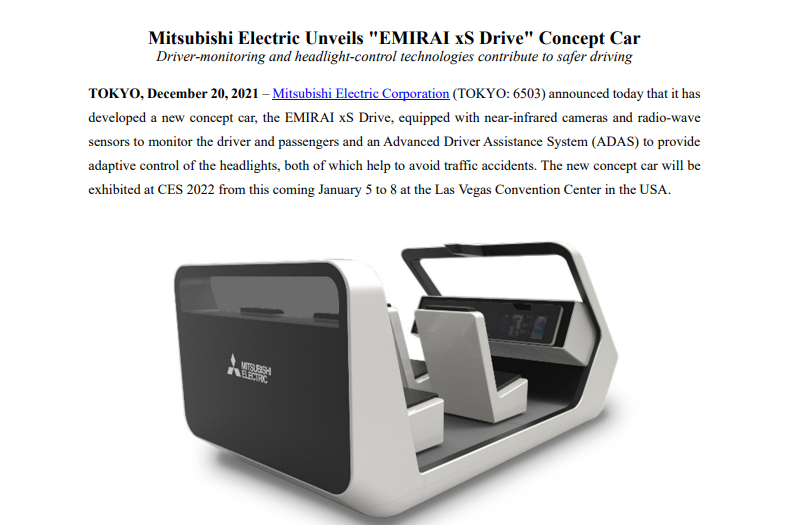 Mitsubishi Electric Unveils "EMIRAI xS Drive" Concept Car
Driver-monitoring and headlight-control technologies contribute to safer driving
TOKYO, December 20, 2021 – Mitsubishi Electric Corporation (TOKYO: 6503) announced today that it has
developed a new concept car, the EMIRAI xS Drive, equipped with near-infrared cameras and radio-wave
sensors to monitor the driver and passengers and an Advanced Driver Assistance System (ADAS) to provide
adaptive control of the headlights, both of which help to avoid traffic accidents. The new concept car will be
exhibited at CES 2022 from this coming January 5 to 8 at the Las Vegas Convention Center in the USA.
MITSUBISHI
ELECTRIC